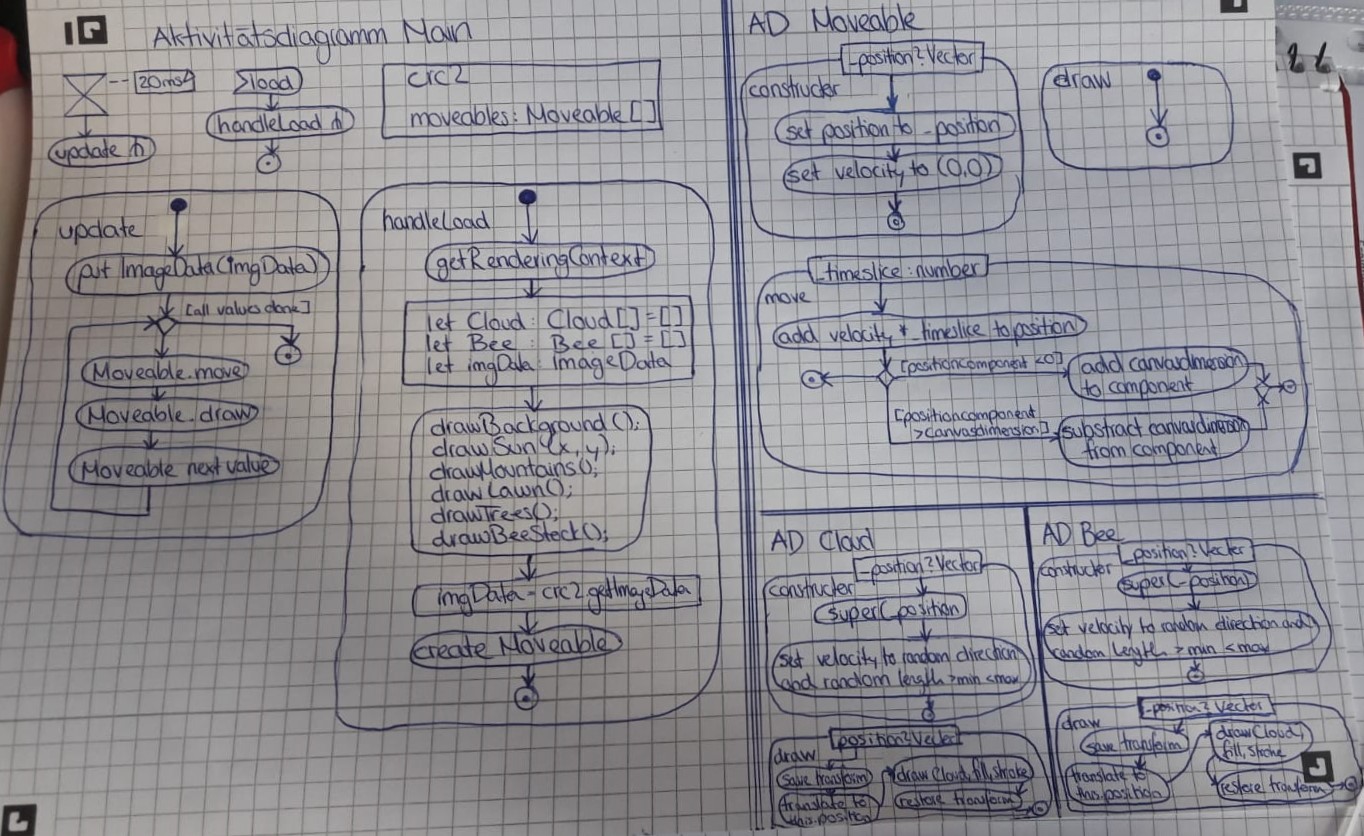 Aktivitätsdiagramm Main
20ms
load
handleLoad
update
crc2
moveables: Moveable []
update
put ImageData(imgData)
[all values done]
Moveable.move
Moveable.draw
Moveable next value
handleLoad
getRenderingContext
let Cloud: Cloud[] = []
let Bee: Bee[] = []
let imgData: ImageData
drawBackground();
drawSun(x,y);
drawMountains();
drawLawn();
drawTrees();
drawBeeStock();
imgData = crc2.getImageData
create Moveable
AD Moveable
_position?:Vector
constructer
set position to _position
set velocity to (0,0)
draw
_timeslice: number
move
add velocity * _timeslice to position
[positioncomponent <0]
add canvasdimension
to component
[positioncomponent
>canvasdimension]
substract canvasdimension
from component
AD Cloud
_position?:Vector
constructer
super(_position)
set velocity to random direction
and random length >min <max
_position?:Vector
draw
save transform
translate to
this.position
draw Cloud, fill, stroke
restore transform
AD Bee
_position?:Vector
constructer
super(_position)
set velocity to random direction and
random length >min <max
_position?:Vector
draw
save transform
translate to
this.position
draw Cloud,
fill, stroke
restore tranform